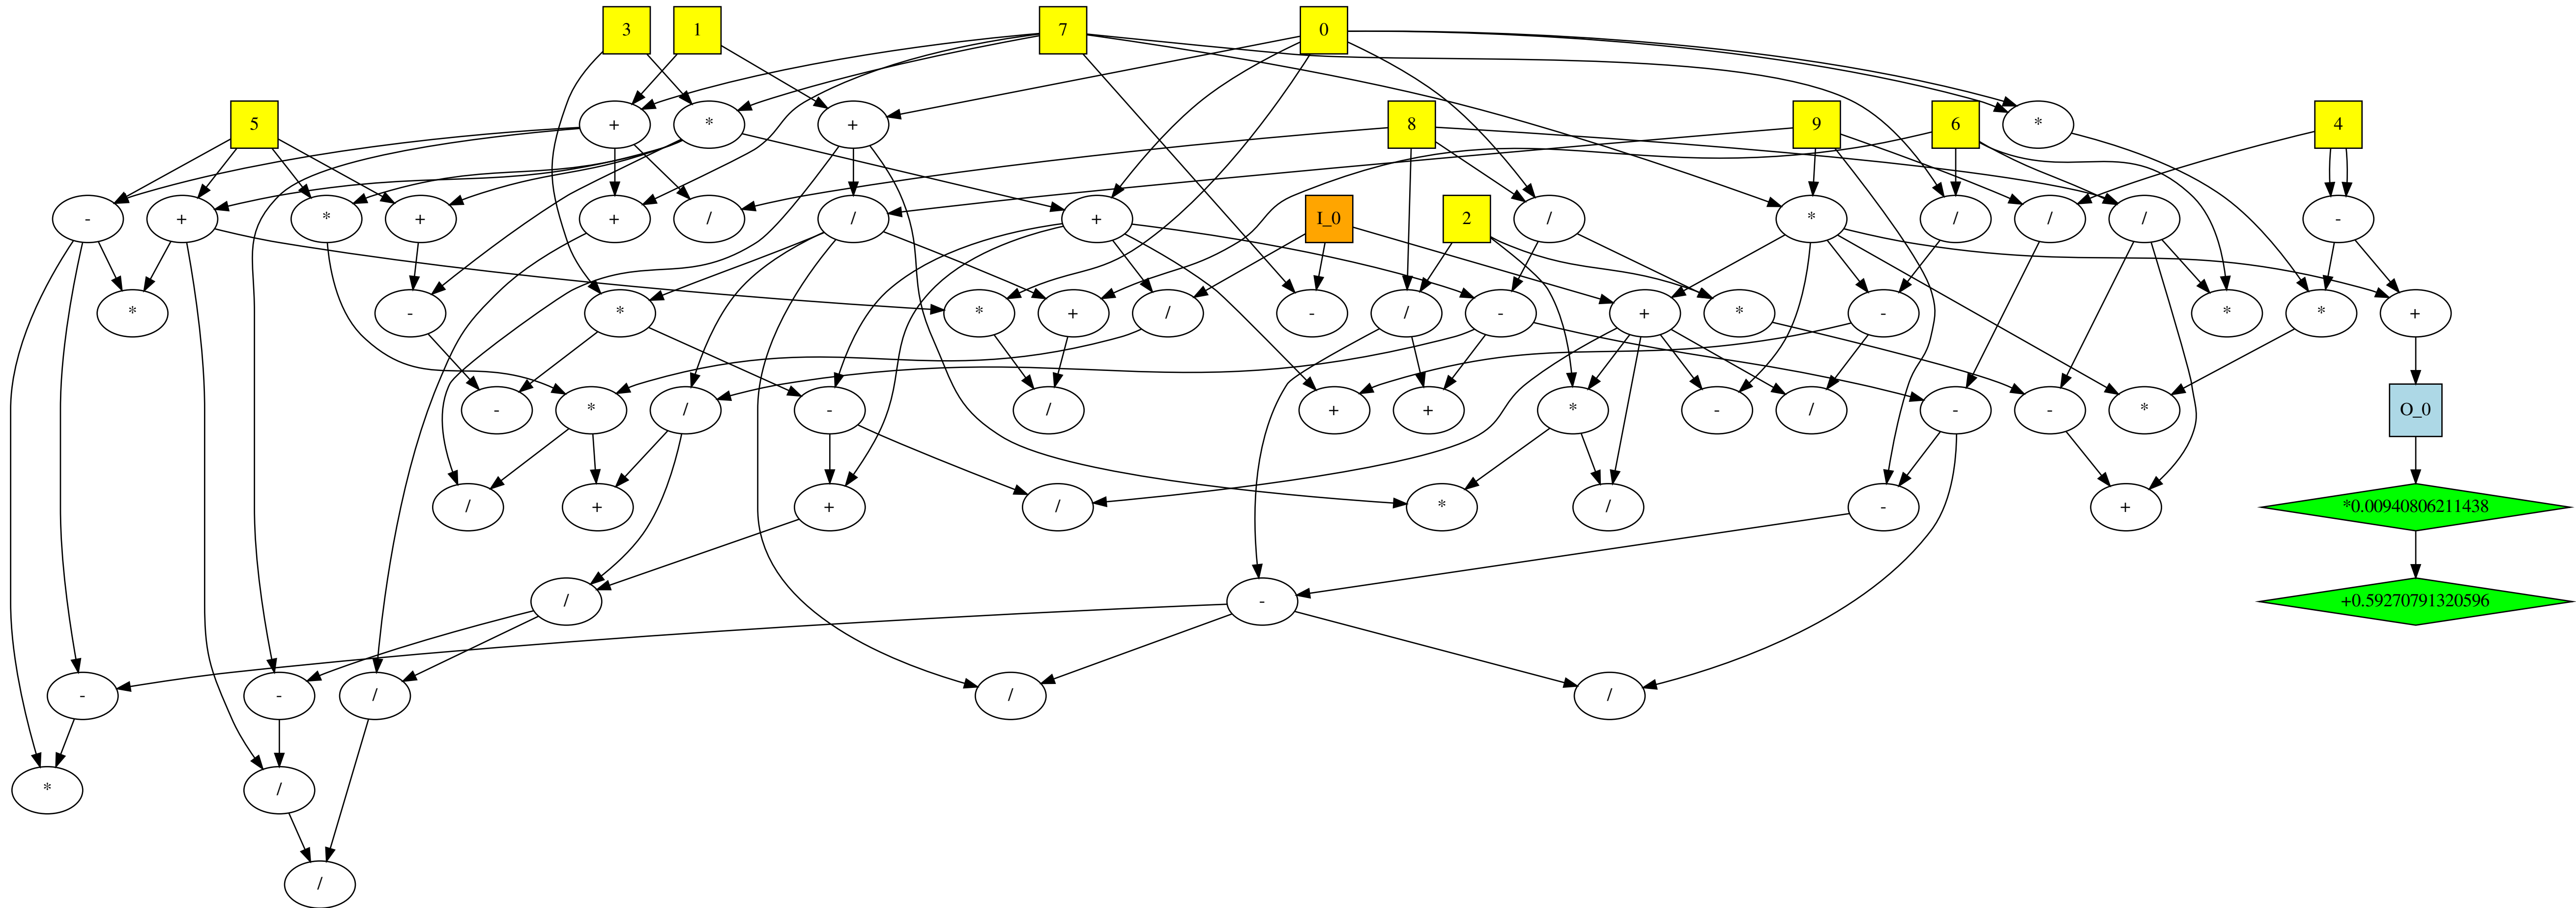 3 1 7 0
5 + * + 8 9 6 * 4
- + * + + / / + I_0 2 / * / / / -
* - * * + / - / - + * - * * +
- * / - / + + * - / - - * O_0
/ + + / * / - + *0.00940806211438
/ - +0.59270791320596
- - / / /
* /
/